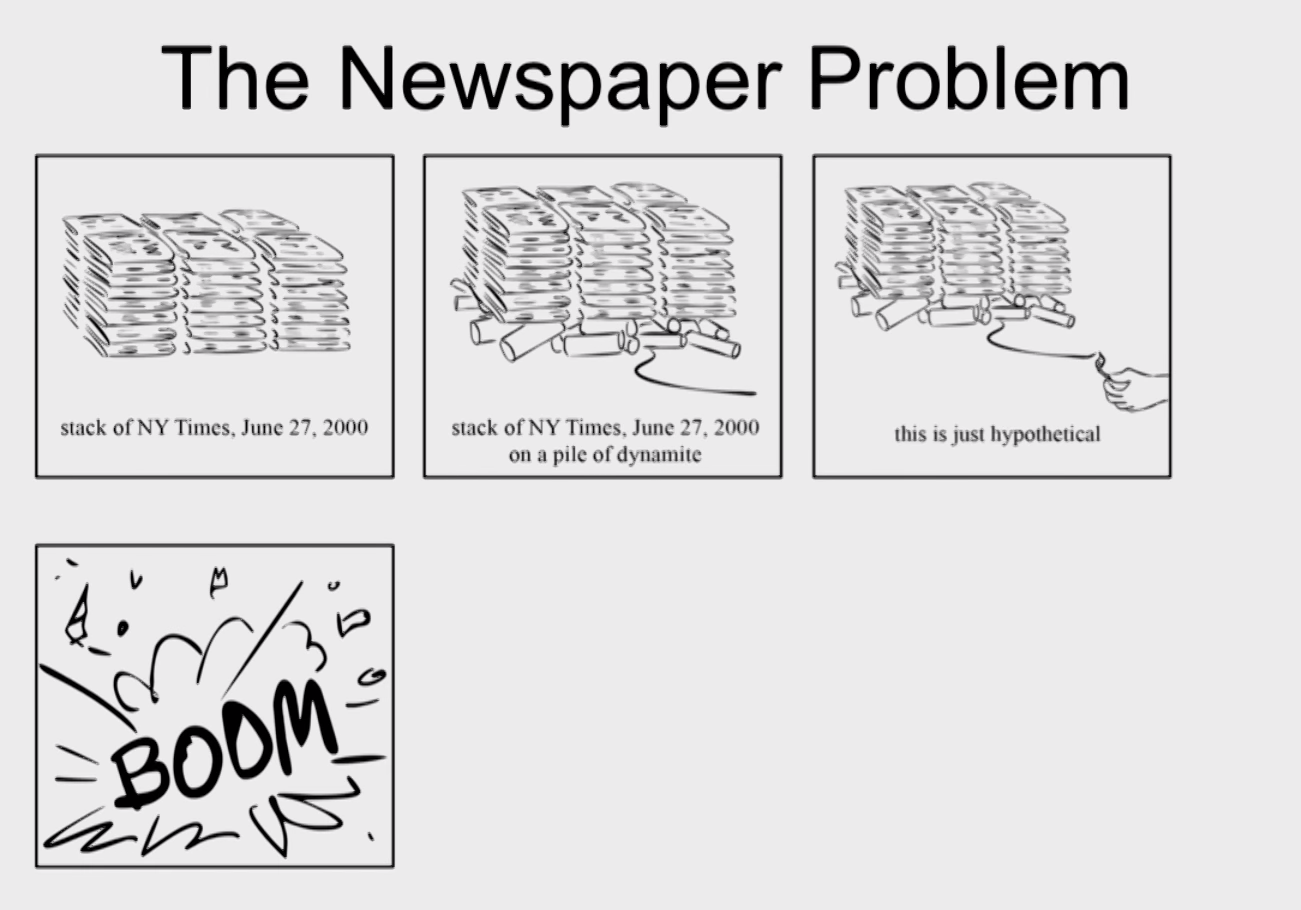 The Newspaper Problem
stack of NY Times, June 27, 2000
stack of NY Times, June 27, 2000
on a pile of dynamite
this is just hypothetical
BOOM